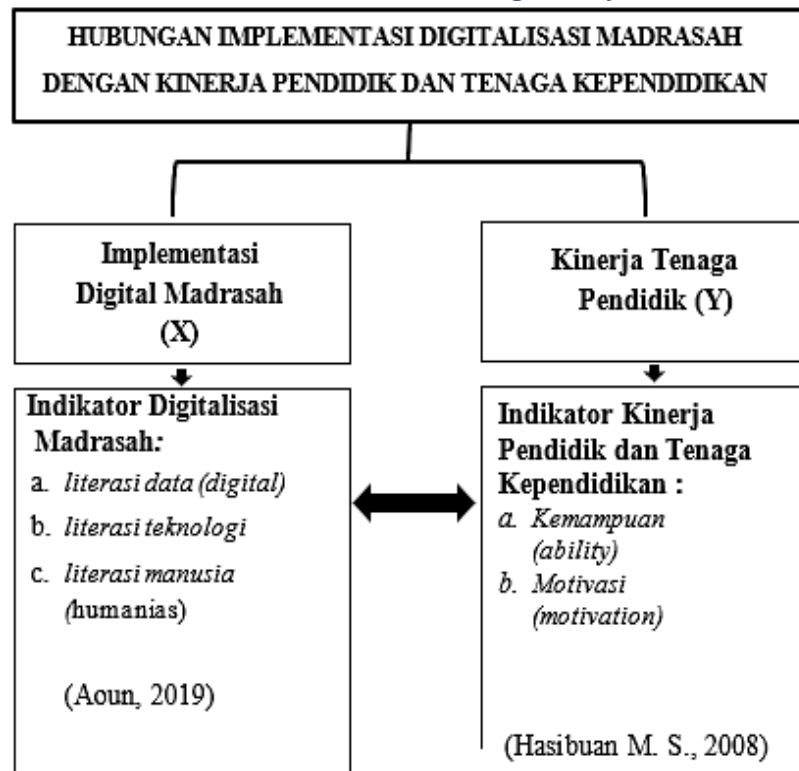 HUBUNGAN IMPLEMENTASI DIGITALISASI MADRASAH
DENGAN KINERJA PENDIDIK DAN TENAGA KEPENDIDIKAN
Implementasi
Digital Madrasah
(X)
Kinerja Tenaga
Pendidik (Y)
Indikator Digitalisasi
Madrasah:
a. literasi data (digital)
b. literasi teknologi
c. literasi manusia
(humanias)
(Aoun, 2019)
Indikator Kinerja
Pendidik dan Tenaga
Kependidikan :
a. Kemampuan
(ability)
b. Motivasi
(motivation)
(Hasibuan M. S., 2008)